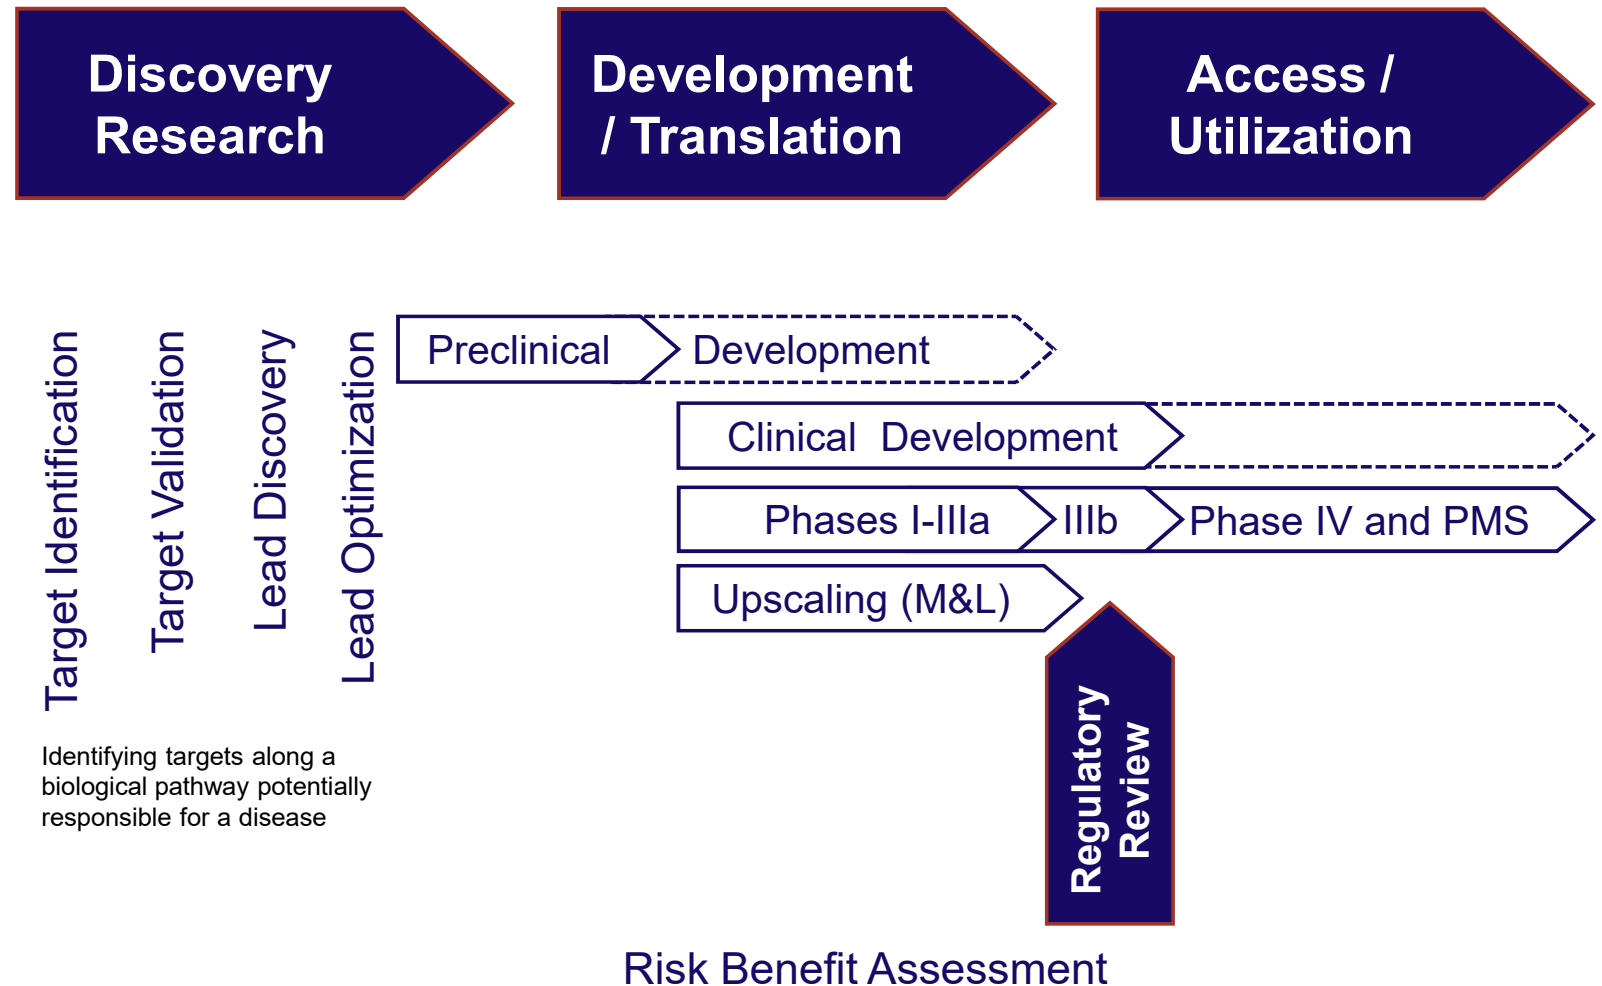 Discovery
Research
Development
/ Translation
Access /
Utilization
Target Identification
Target Validation
Lead Discovery
Lead Optimization
Preclinical
Development
Clinical Development
Phases I-IIIa
IIIb
Phase IV and PMS
Upscaling (M&L)
Regulatory
Review
Identifying targets along a
biological pathway potentially
responsible for a disease
Risk Benefit Assessment